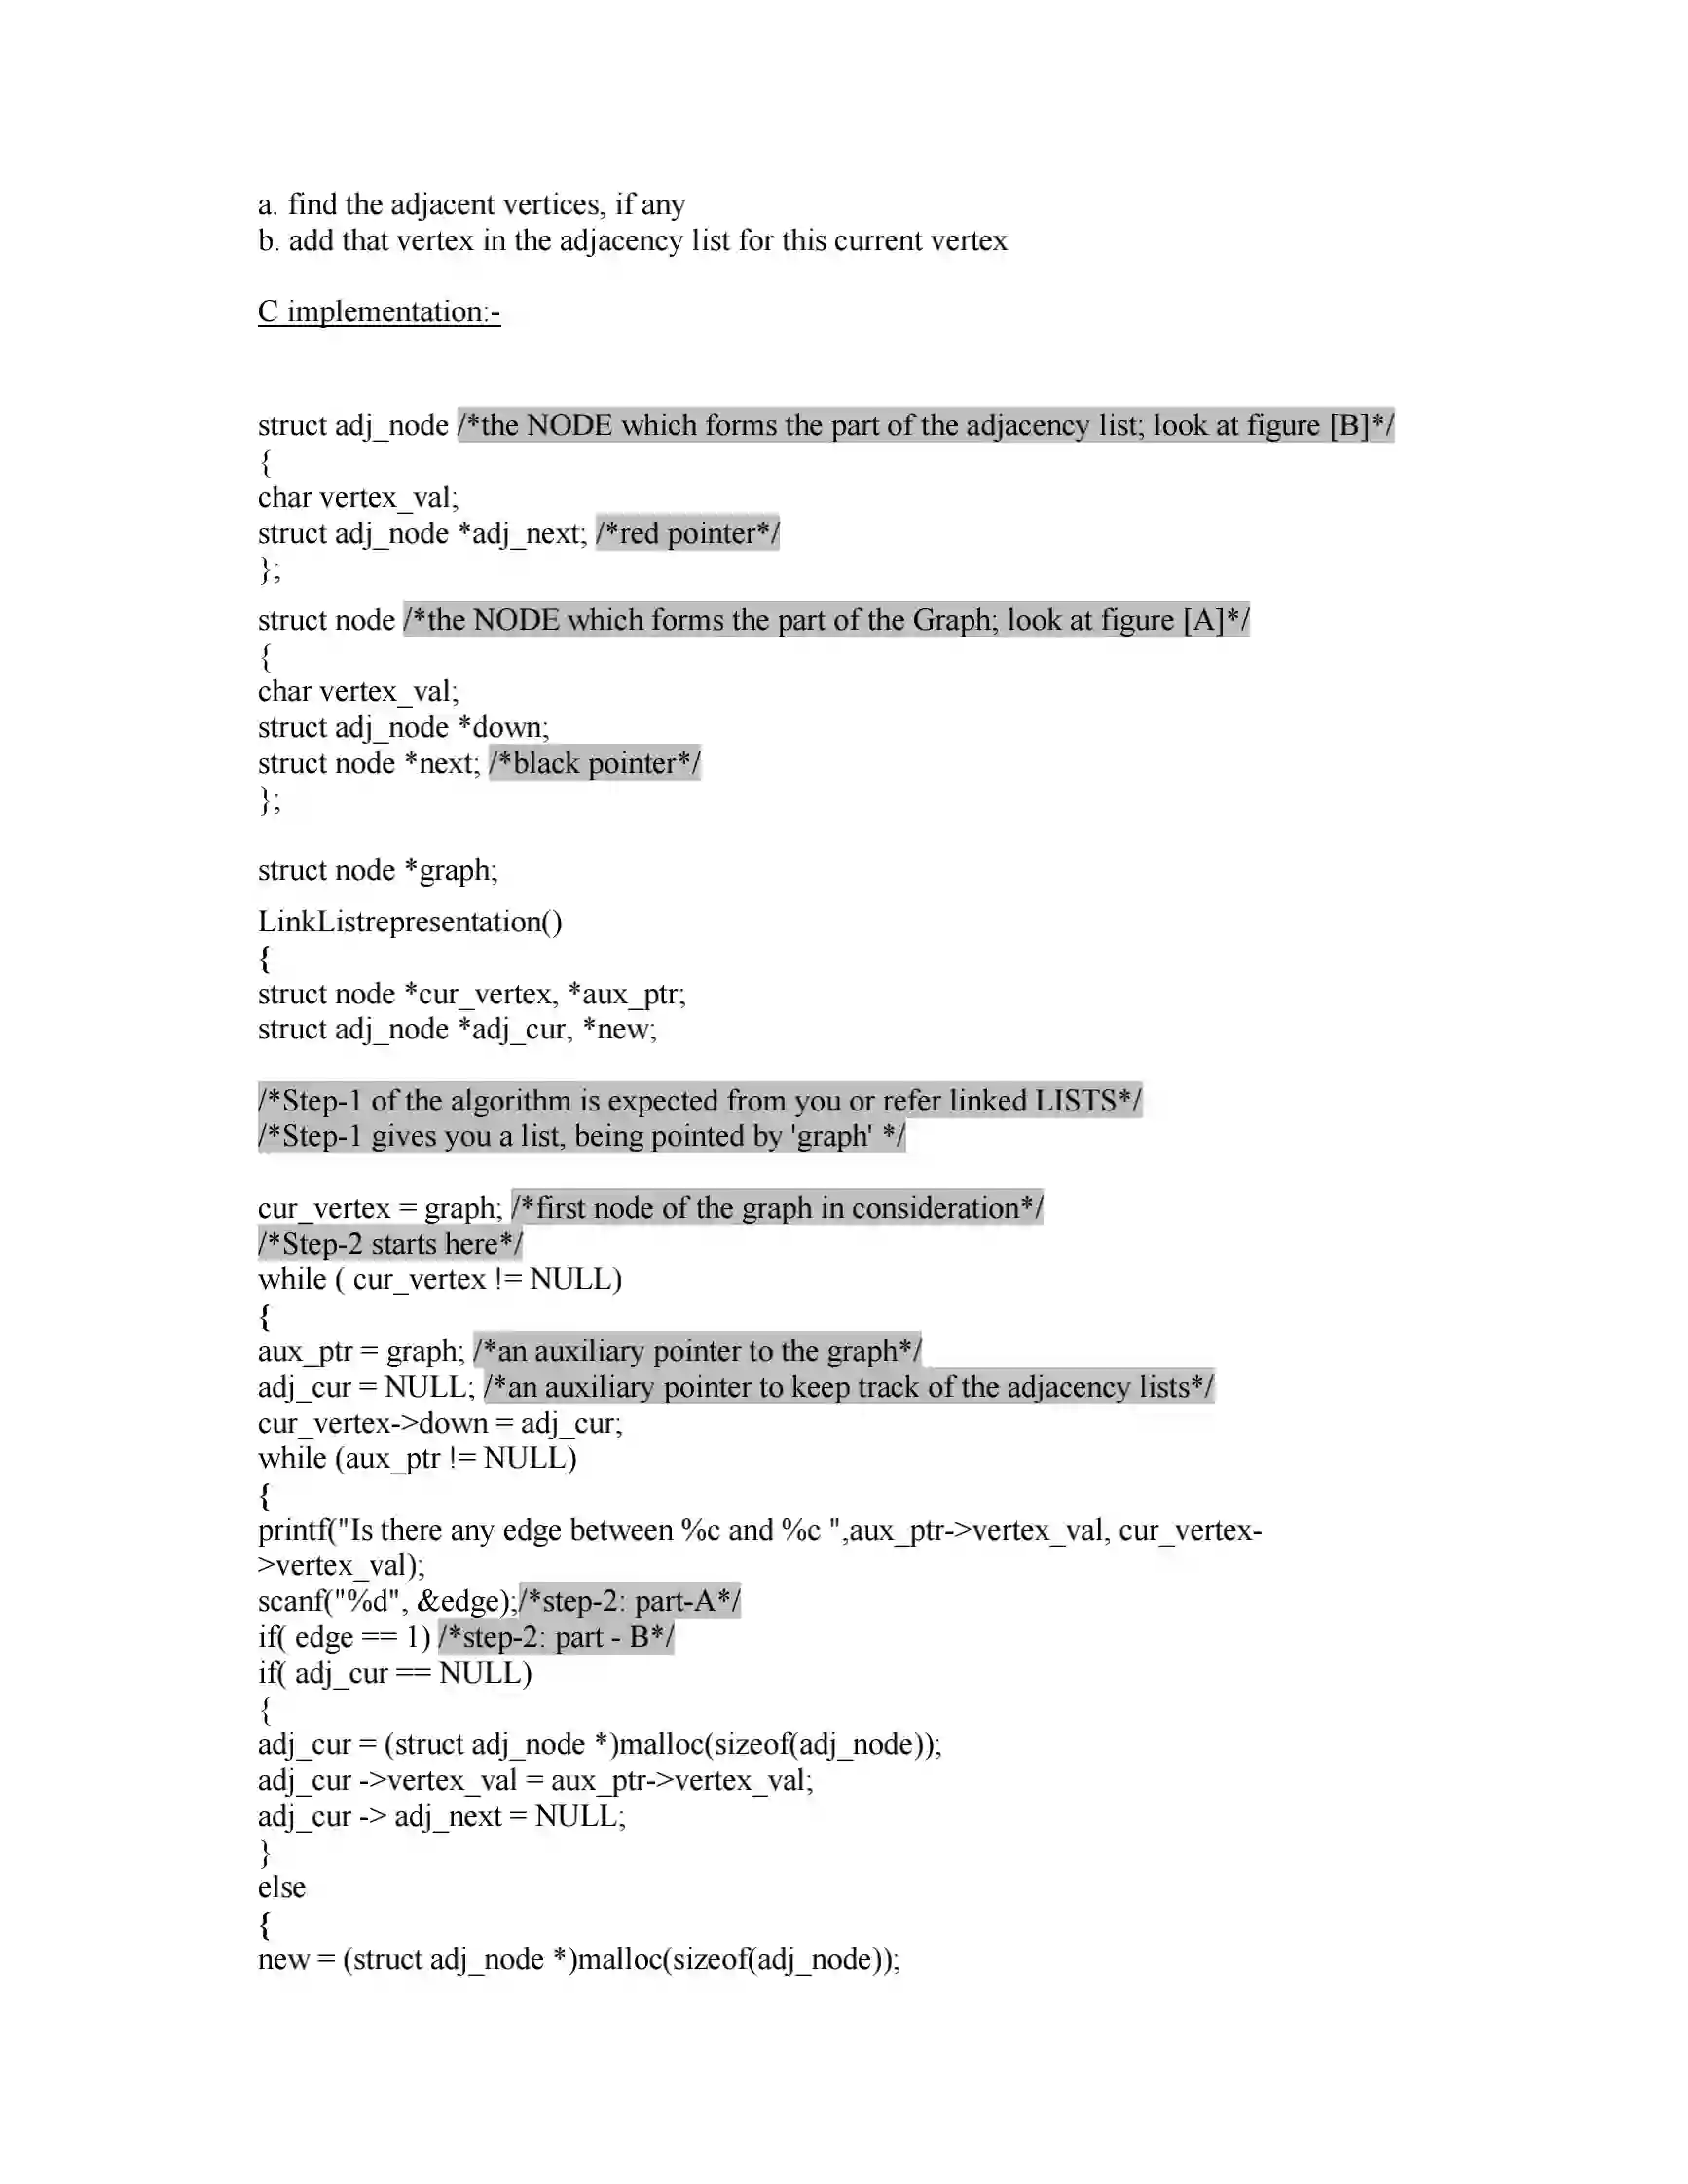 a. find the adjacent vertices, if any
b. add that vertex in the adjacency list for this current vertex
C implementation:-
struct adj_node /*the NODE which forms the part of the adjacency list; look at figure [B]*/
{
char vertex_val;
struct adj_node *adj_next; /*red pointer*/
};
struct node /*the NODE which forms the part of the Graph; look at figure [A]*/
{
char vertex_val;
struct adj_node *down;
struct node *next; /*black pointer*/
};
struct node *graph;
LinkListrepresentation()
{
struct node *cur_vertex, *aux_ptr;
struct adj_node *adj_cur, *new;
/*Step-1 of the algorithm is expected from you or refer linked LISTS*/
/*Step-1 gives you a list, being pointed by 'graph' */
cur_vertex = graph; /*first node of the graph in consideration*/
/*Step-2 starts here*/
while ( cur_vertex != NULL)
{
aux_ptr = graph; /*an auxiliary pointer to the graph*/
adj_cur = NULL; /*an auxiliary pointer to keep track of the adjacency lists*/
cur_vertex->down = adj_cur;
while (aux_ptr != NULL)
{
printf("Is there any edge between %c and %c ",aux_ptr->vertex_val, cur_vertex-
>vertex_val);
scanf("%d", &edge);/*step-2: part-A*/
if( edge == 1) /*step-2: part - B*/
if( adj_cur == NULL)
{
adj_cur = (struct adj_node *)malloc(sizeof(adj_node));
adj_cur ->vertex_val = aux_ptr->vertex_val;
adj_cur -> adj_next = NULL;
}
else
{
new = (struct adj_node *)malloc(sizeof(adj_node));